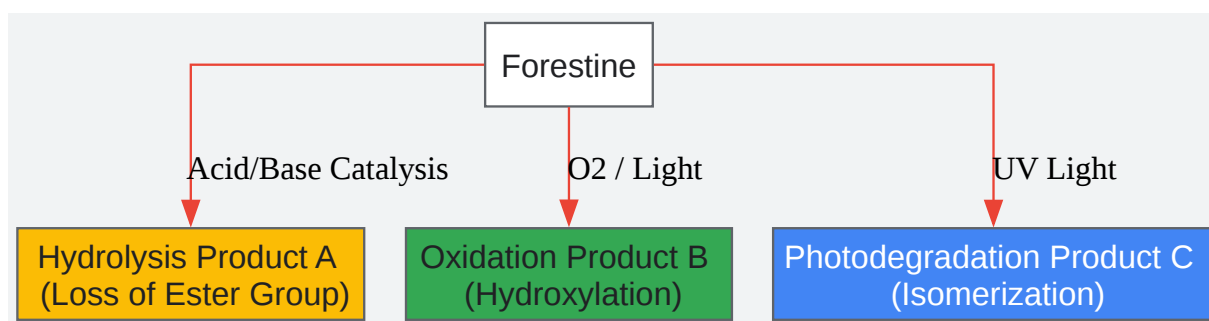 Forestine
Acid/Base Catalysis
O2 / Light
UV Light
Hydrolysis Product A
(Loss of Ester Group)
Oxidation Product B
(Hydroxylation)
Photodegradation Product C
(Isomerization)